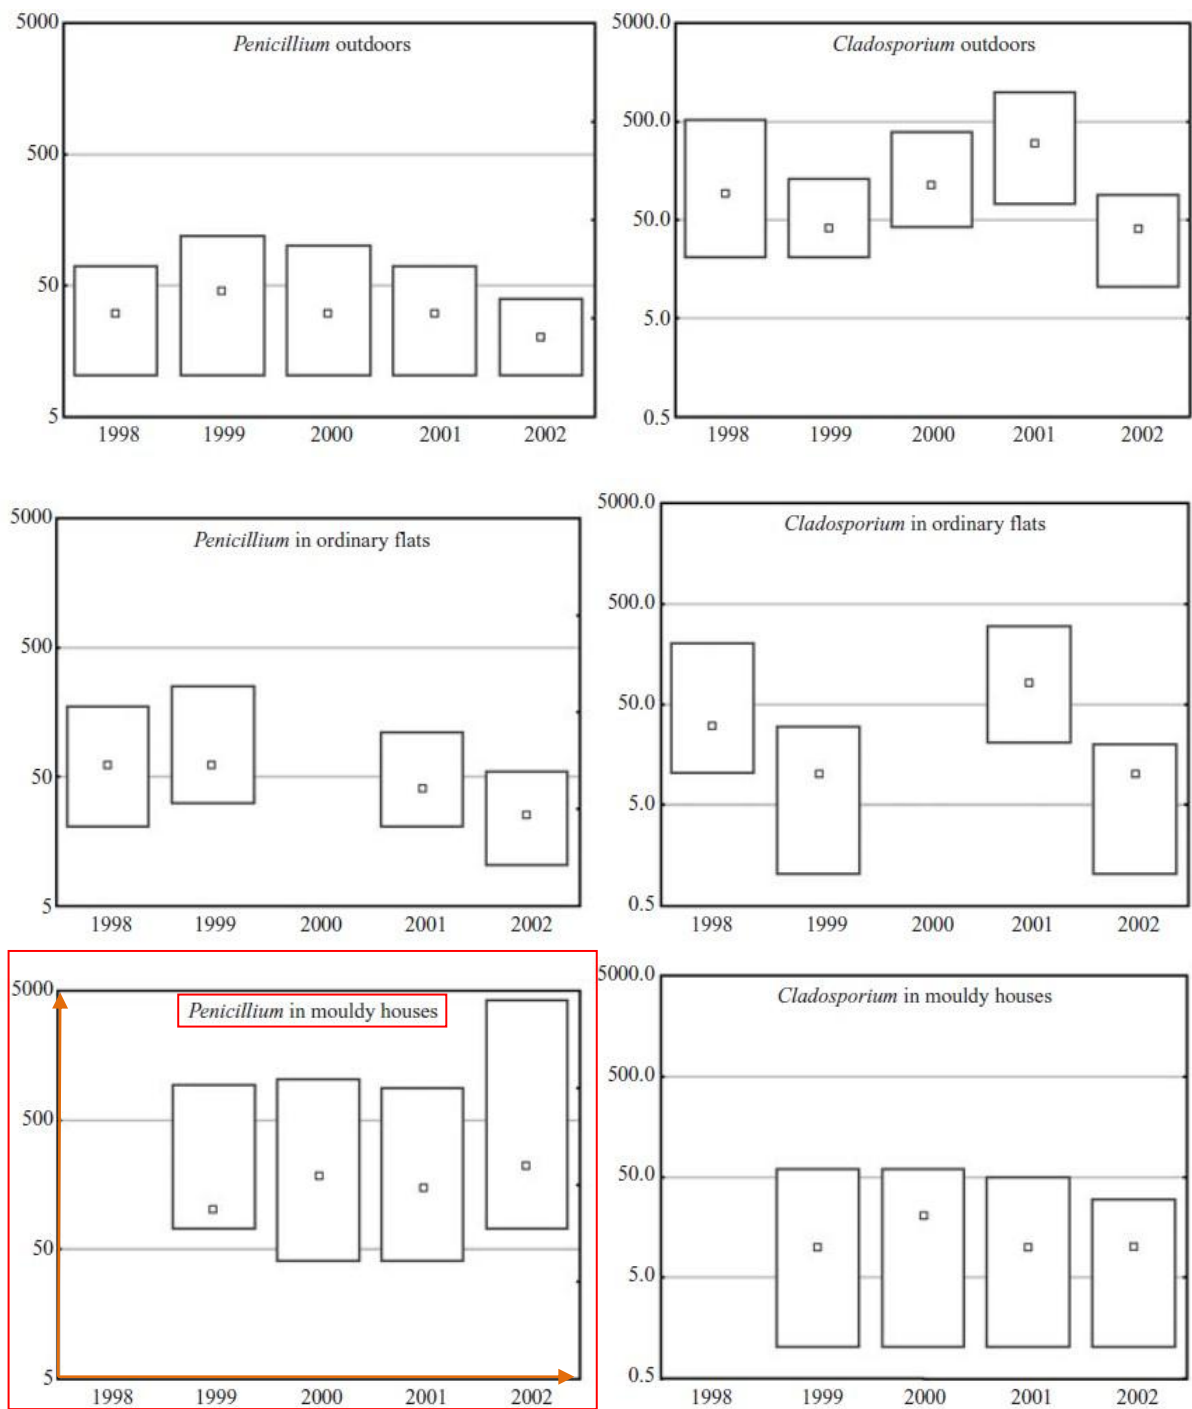 Penicillium outdoors
5000
500
50
5
1998 1999 2000 2001 2002
Cladosporium outdoors
5000.0
500.0
50.0
5.0
0.5
1998 1999 2000 2001 2002
Penicillium in ordinary flats
5000
500
50
5
1998 1999 2000 2001 2002
Cladosporium in ordinary flats
5000.0
500.0
50.0
5.0
0.5
1998 1999 2000 2001 2002
Penicillium in mouldy houses
5000
500
50
5
1998 1999 2000 2001 2002
Cladosporium in mouldy houses
5000.0
500.0
50.0
5.0
0.5
1998 1999 2000 2001 2002